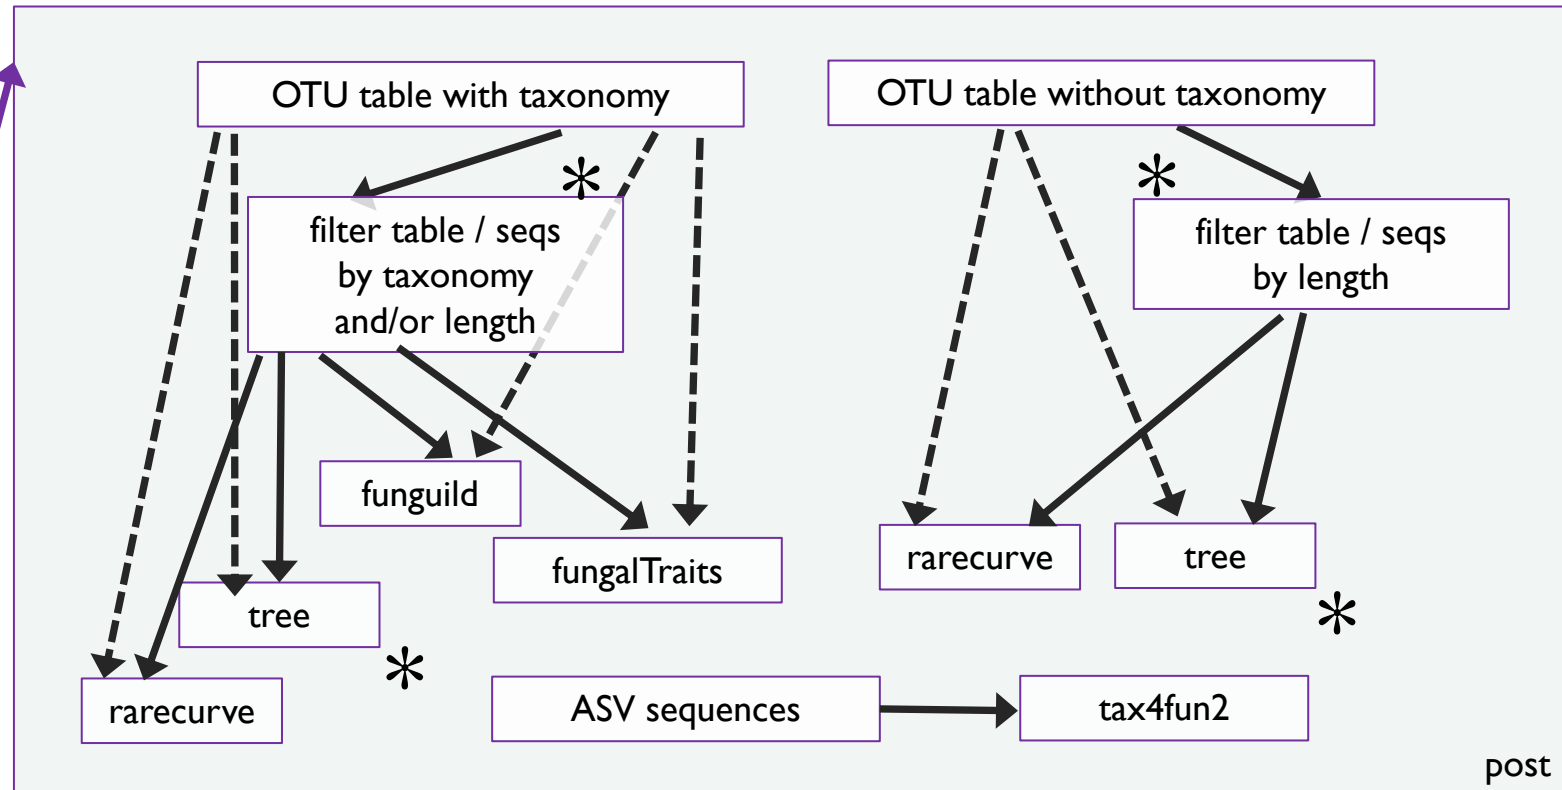 OTU table with taxonomy
OTU table without taxonomy
*
*
filter table / seqs
by taxonomy
and/or length
filter table / seqs
by length
funguild
fungalTraits
rarecurve
tree
tree
*
*
rarecurve
ASV sequences
tax4fun2
post